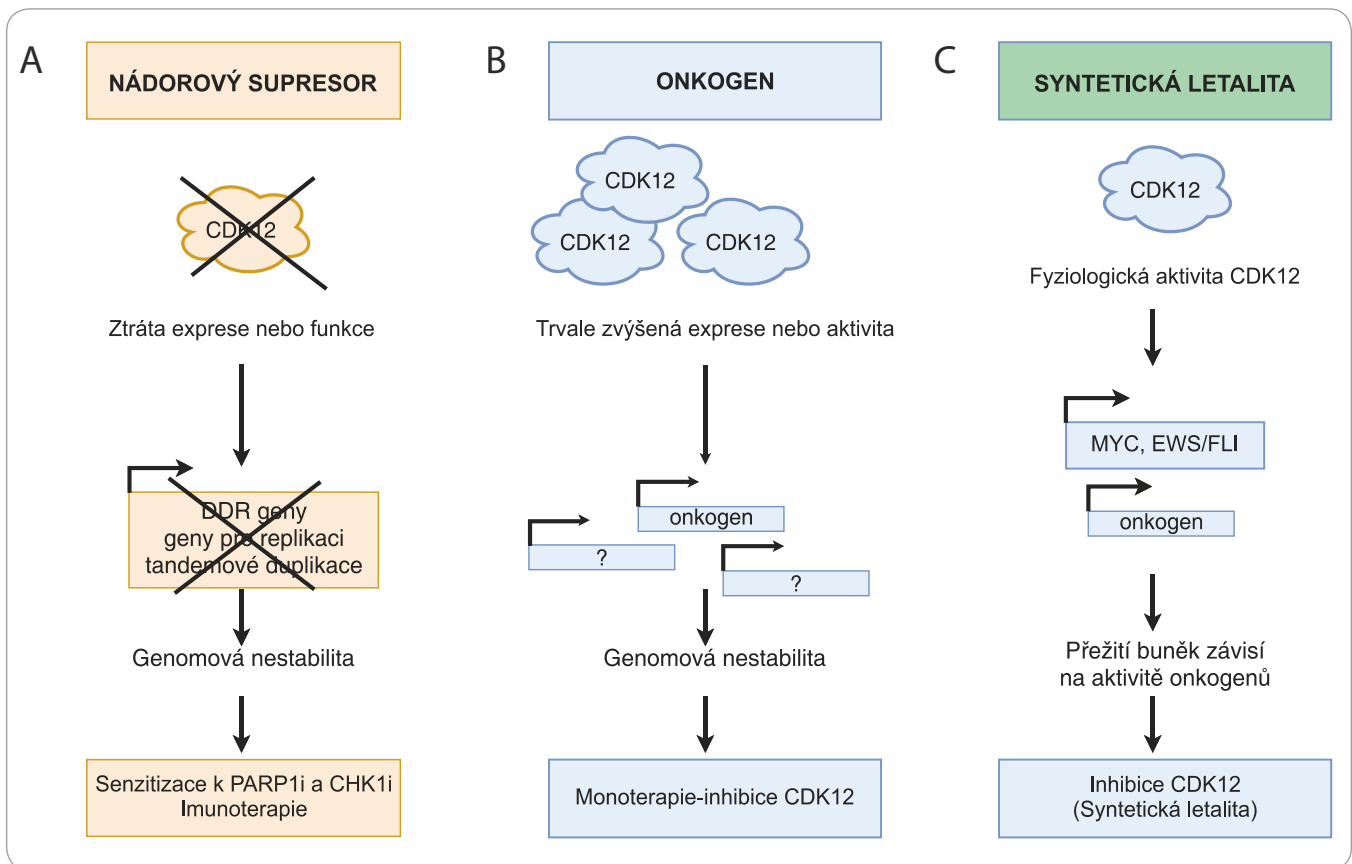 A
NÁDOROVÝ SUPRESOR
CDK12
Ztráta exprese nebo funkce
DDR geny
geny pro replikaci
tandemové duplikace
Genomová nestabilita
Senzitizace k PARP1i a CHK1i
Imunoterapie
B
ONKOGEN
CDK12
CDK12
CDK12
Trvale zvýšená exprese nebo aktivita
onkogen
?
?
Genomová nestabilita
Monoterapie-inhibice CDK12
C
SYNTETICKÁ LETALITA
CDK12
Fyziologická aktivita CDK12
MYC, EWS/FLI
onkogen
Přežití buněk závisí
na aktivitě onkogenů
Inhibice CDK12
(Syntetická letalita)